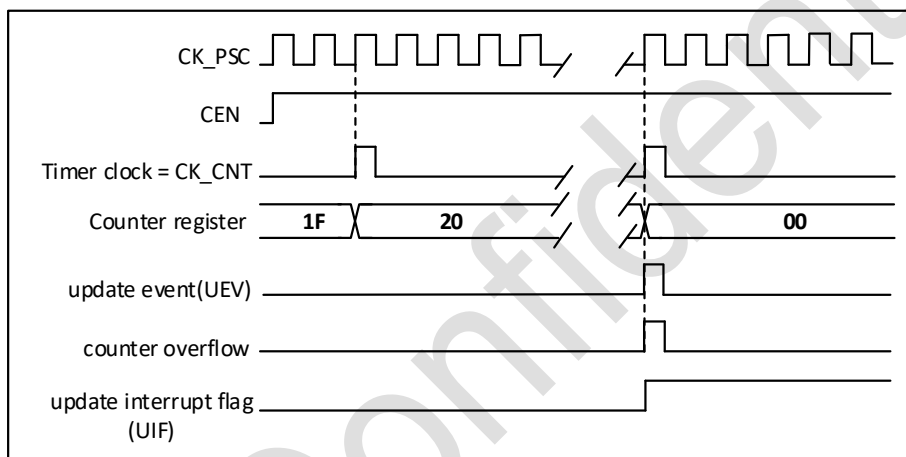 CK_PSC
CEN
Timer clock = CK_CNT
Counter register
1F 20 00
update event(UEV)
counter overflow
update interrupt flag
(UIF)